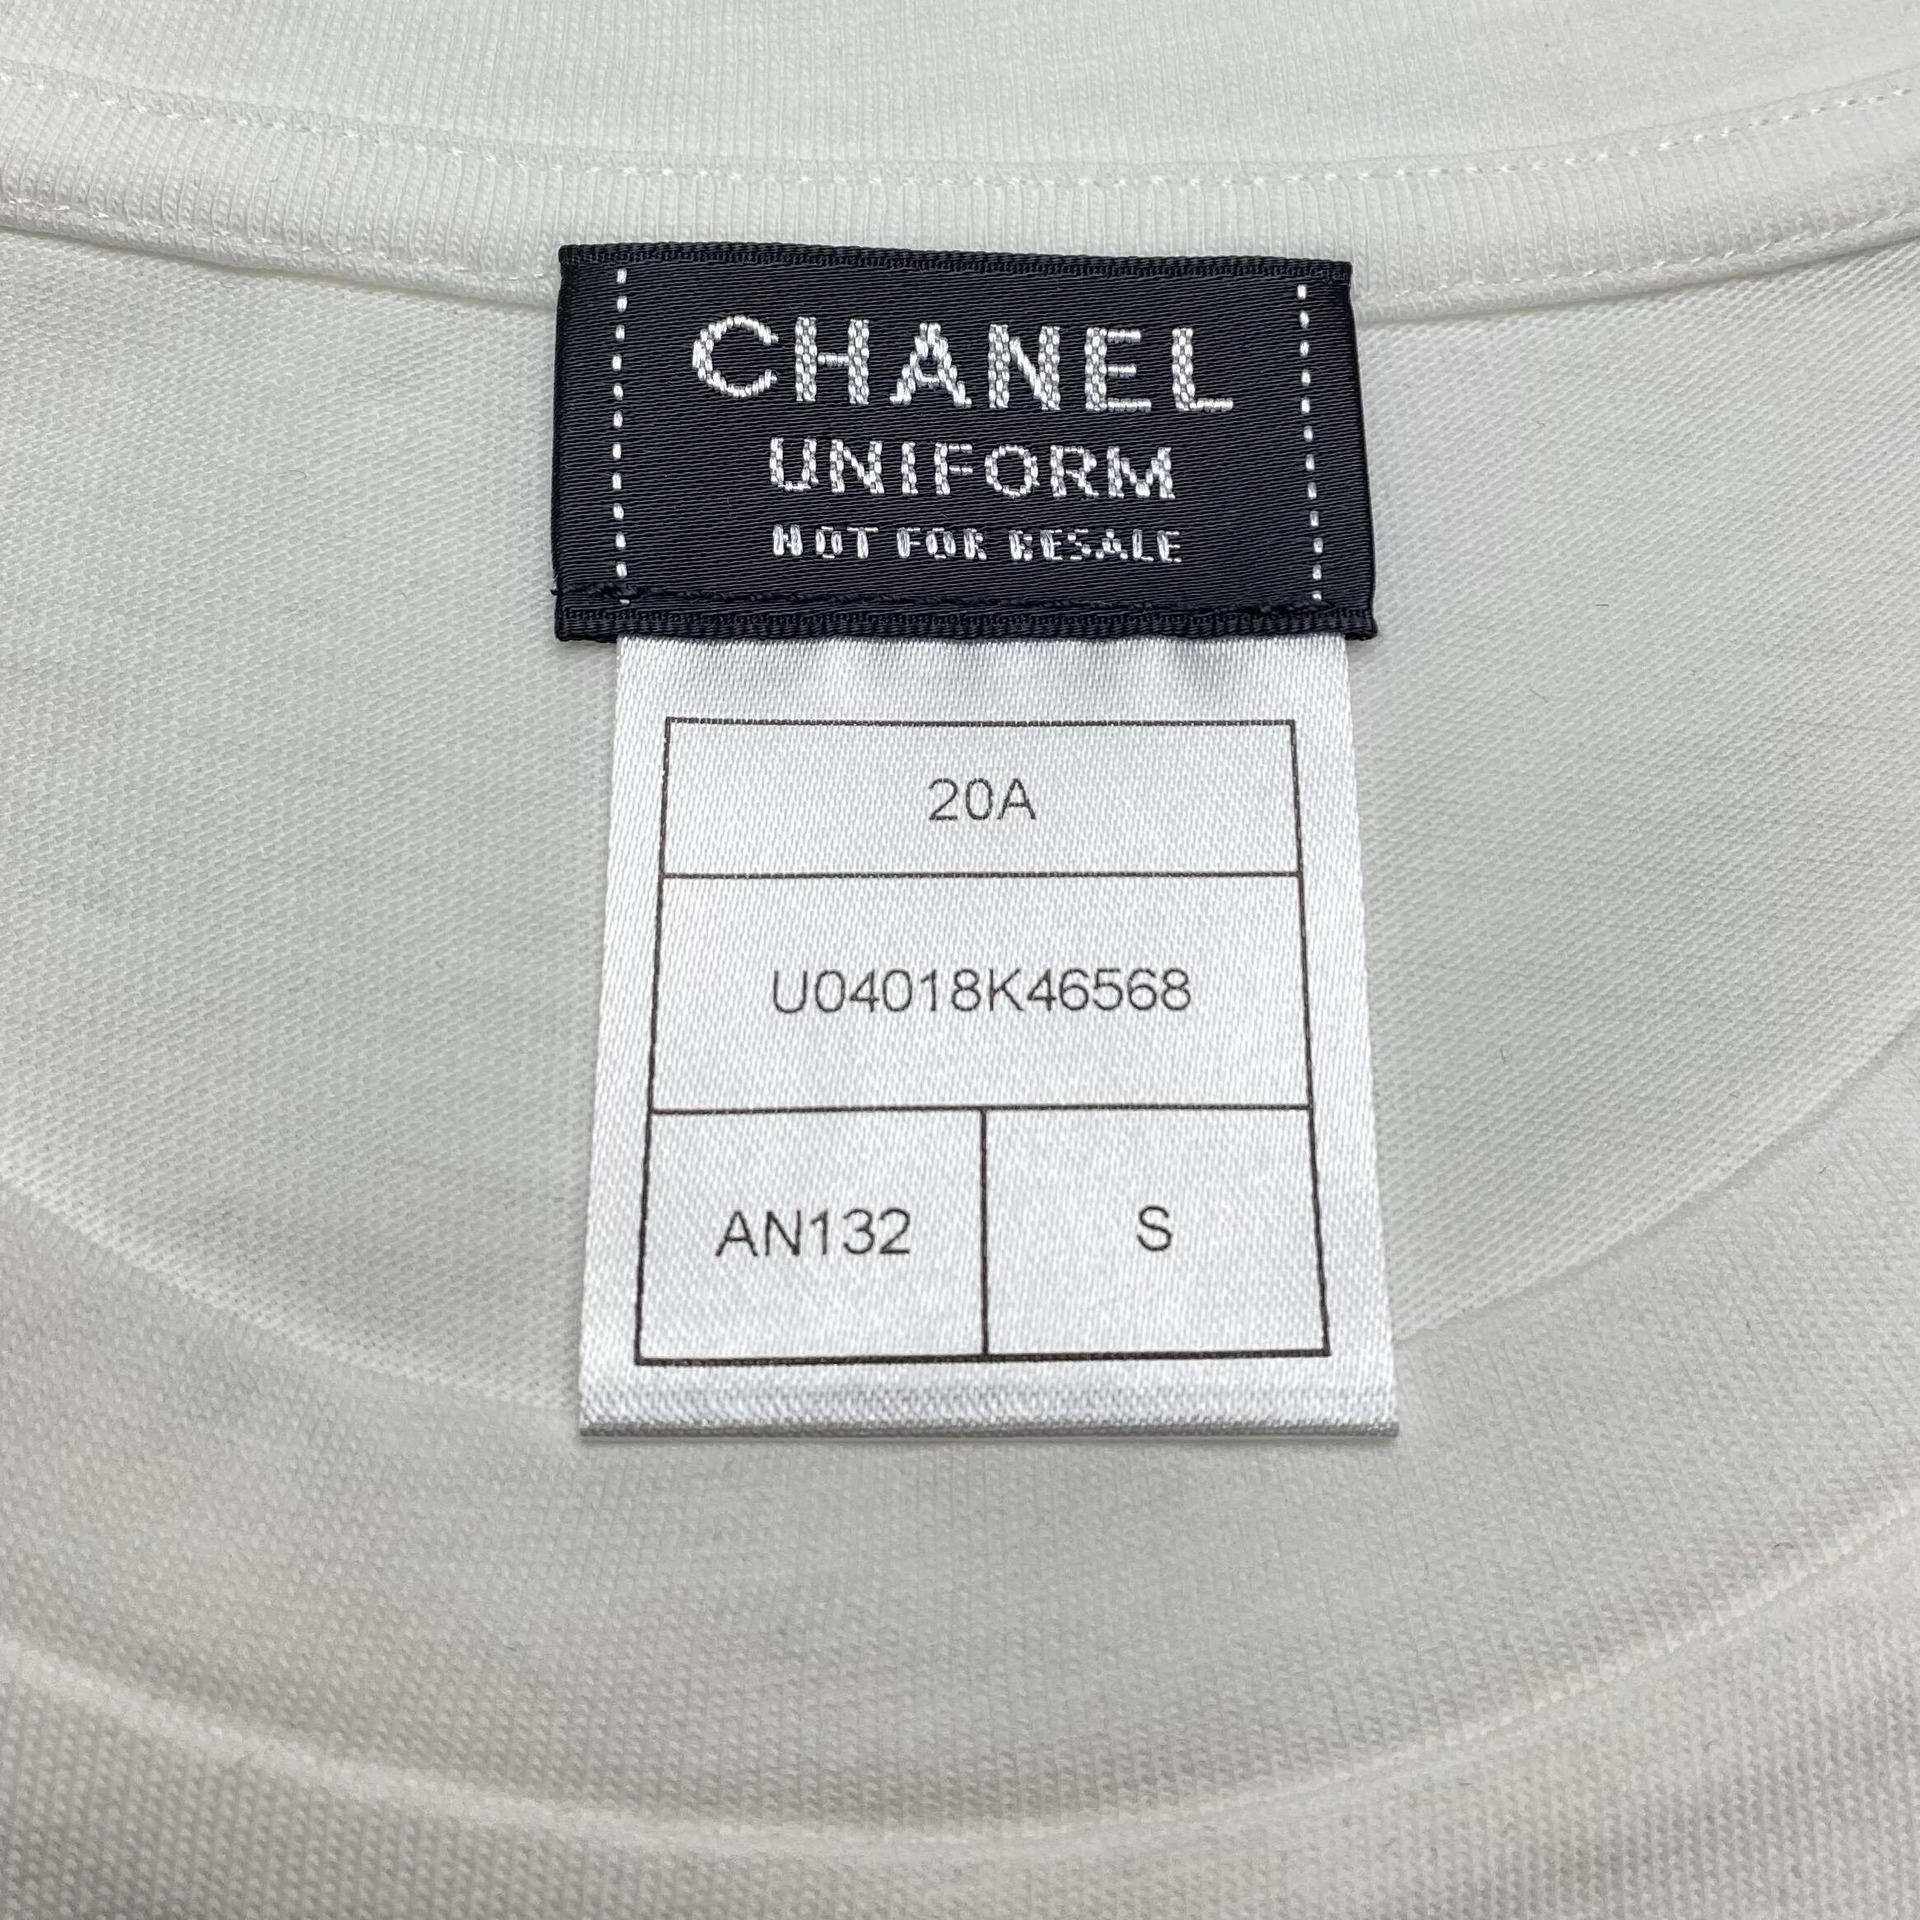 CHANEL
UNIFORM
NOT FOR RESALE
20A
U04018K46568
AN132 S